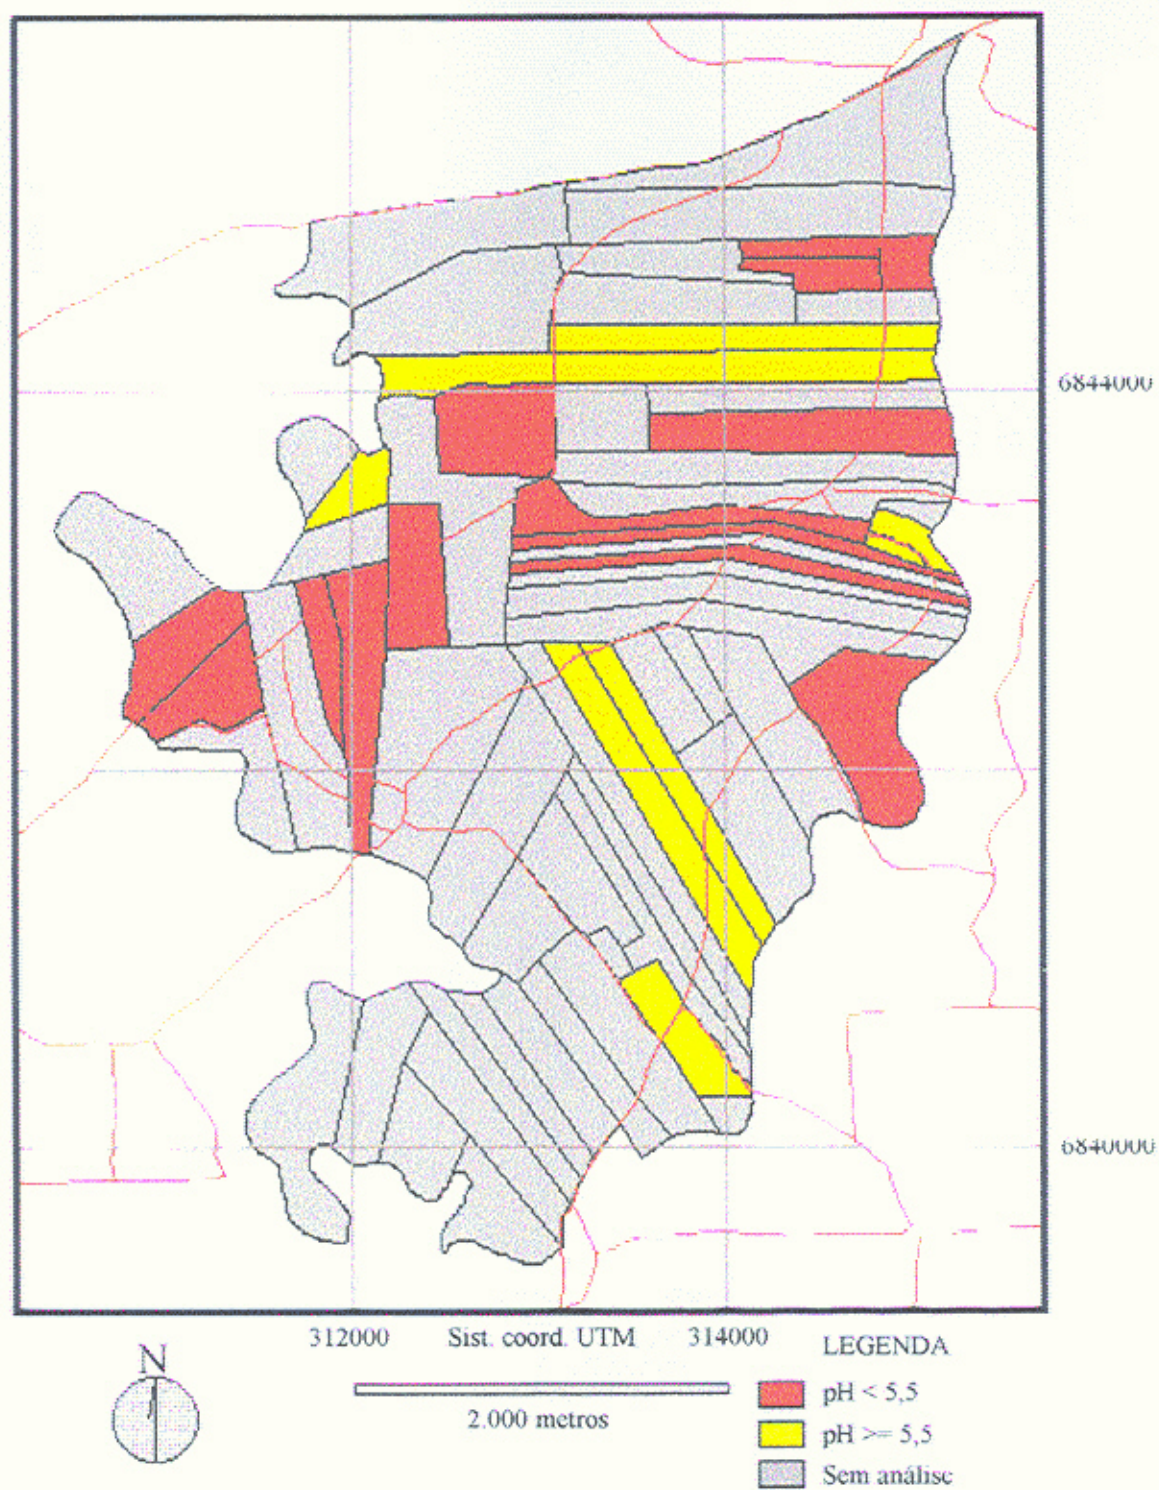 6844000
6840000
312000 Sist. coord. UTM 314000
N
2.000 metros
LEGENDA
pH < 5,5
pH >= 5,5
Sem análise